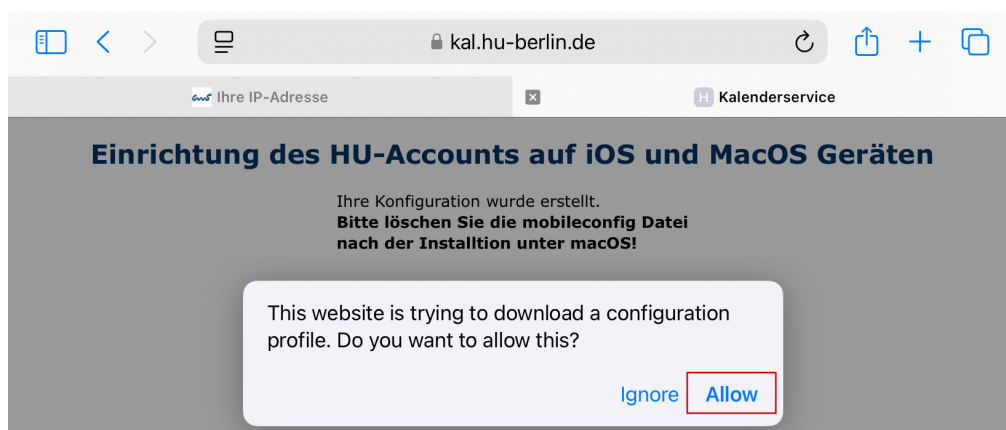 kal.hu-berlin.de
Ihre IP-Adresse
H Kalenderservice
Einrichtung des HU-Accounts auf iOS und MacOS Geräten
Ihre Konfiguration wurde erstellt.
Bitte löschen Sie die mobileconfig Datei
nach der Installtion unter macOS!
This website is trying to download a configuration
profile. Do you want to allow this?
Ignore Allow